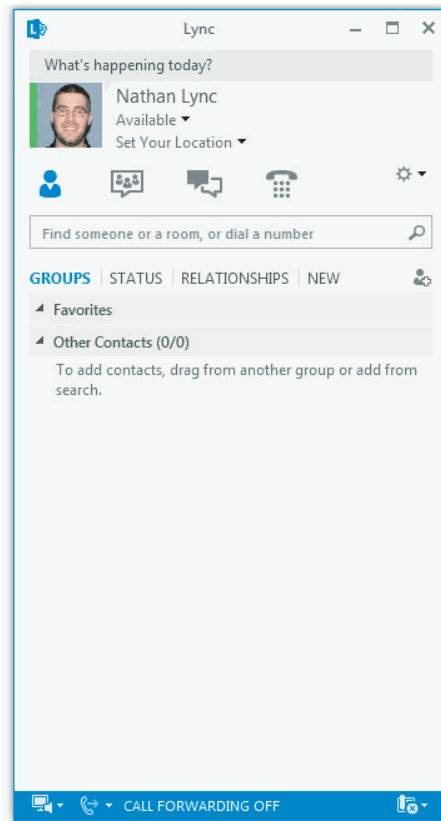 Lync
What's happening today?
Nathan Lync
Available
Set Your Location
Find someone or a room, or dial a number
GROUPS STATUS RELATIONSHIPS NEW
Favorites
Other Contacts (0/0)
To add contacts, drag from another group or add from
search.
CALL FORWARDING OFF